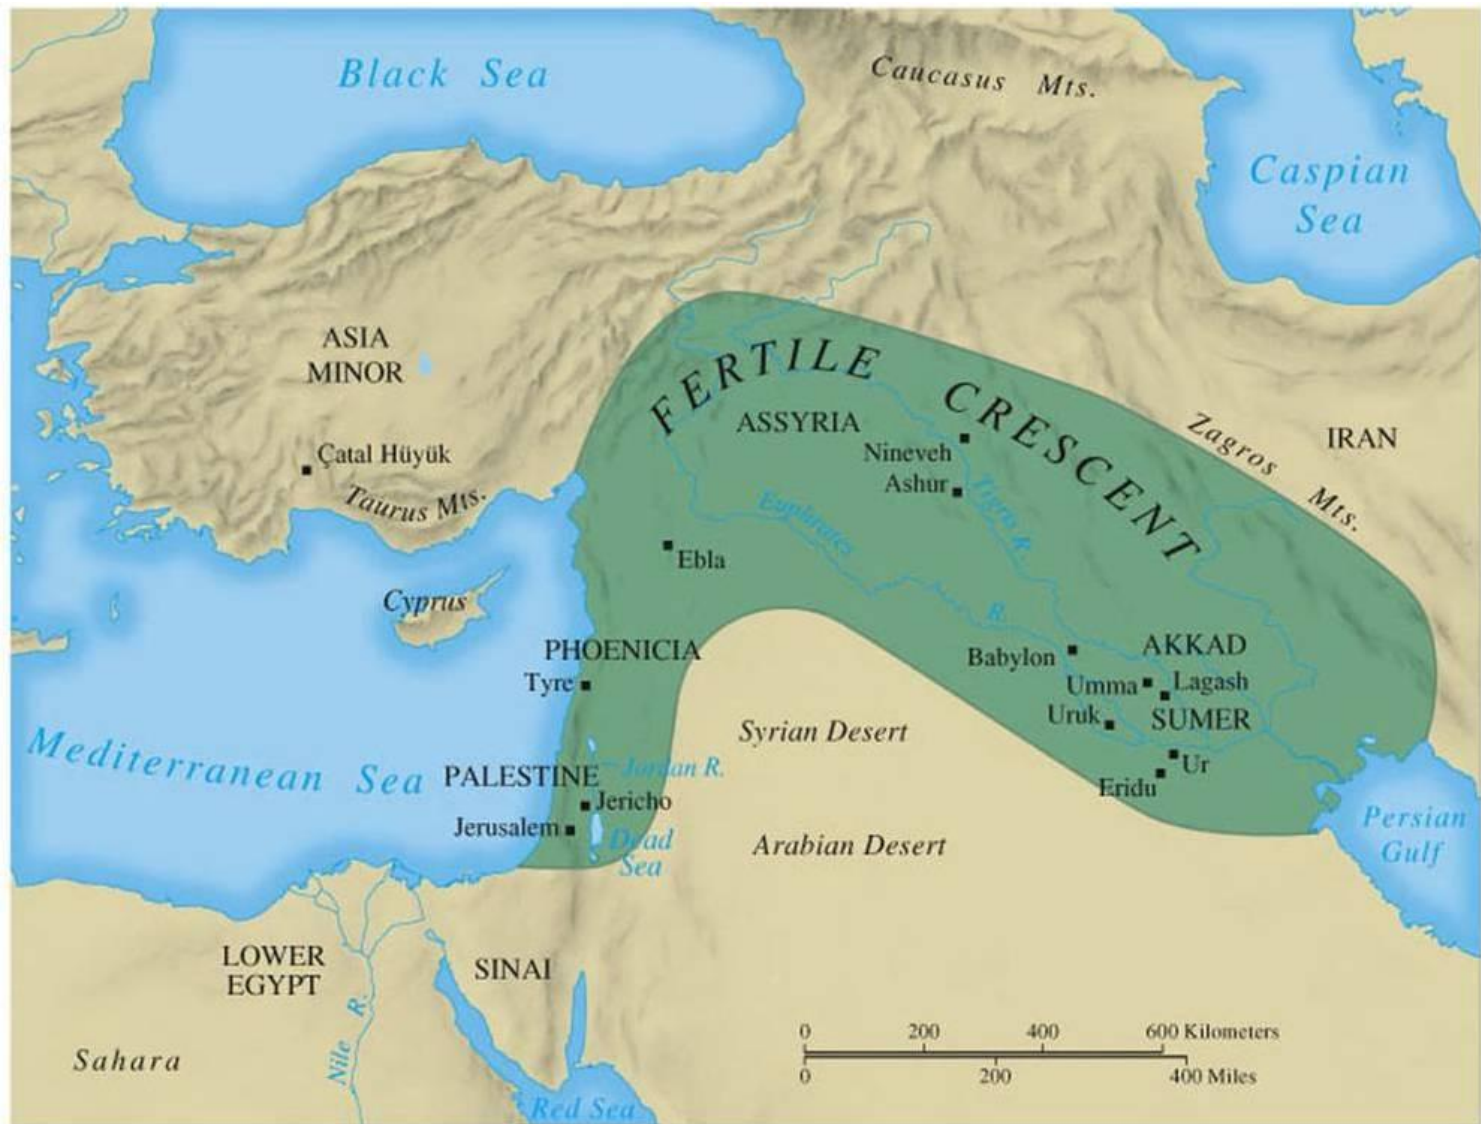 Black Sea
Caucasus Mts.
Caspian
Sea
ASIA
MINOR
FERTILE CRESCENT
ASSYRIA
Zagros Mts.
IRAN
Nineveh
Çatal Hüyük
Taurus Mts.
Ashur
Tigris R.
Euphrates R.
Ebla
Cyprus
PHOENICIA
Tyre
Babylon
AKKAD
Umma
Lagash
Uruk
SUMER
Syrian Desert
Mediterranean Sea
Ur
Eridu
PALESTINE
Jordan R.
Jericho
Jerusalem
Dead
Sea
Arabian Desert
Persian
Gulf
LOWER
EGYPT
SINAI
Nile R.
Sahara
Red Sea
0 200 400 600 Kilometers
0 200 400 Miles